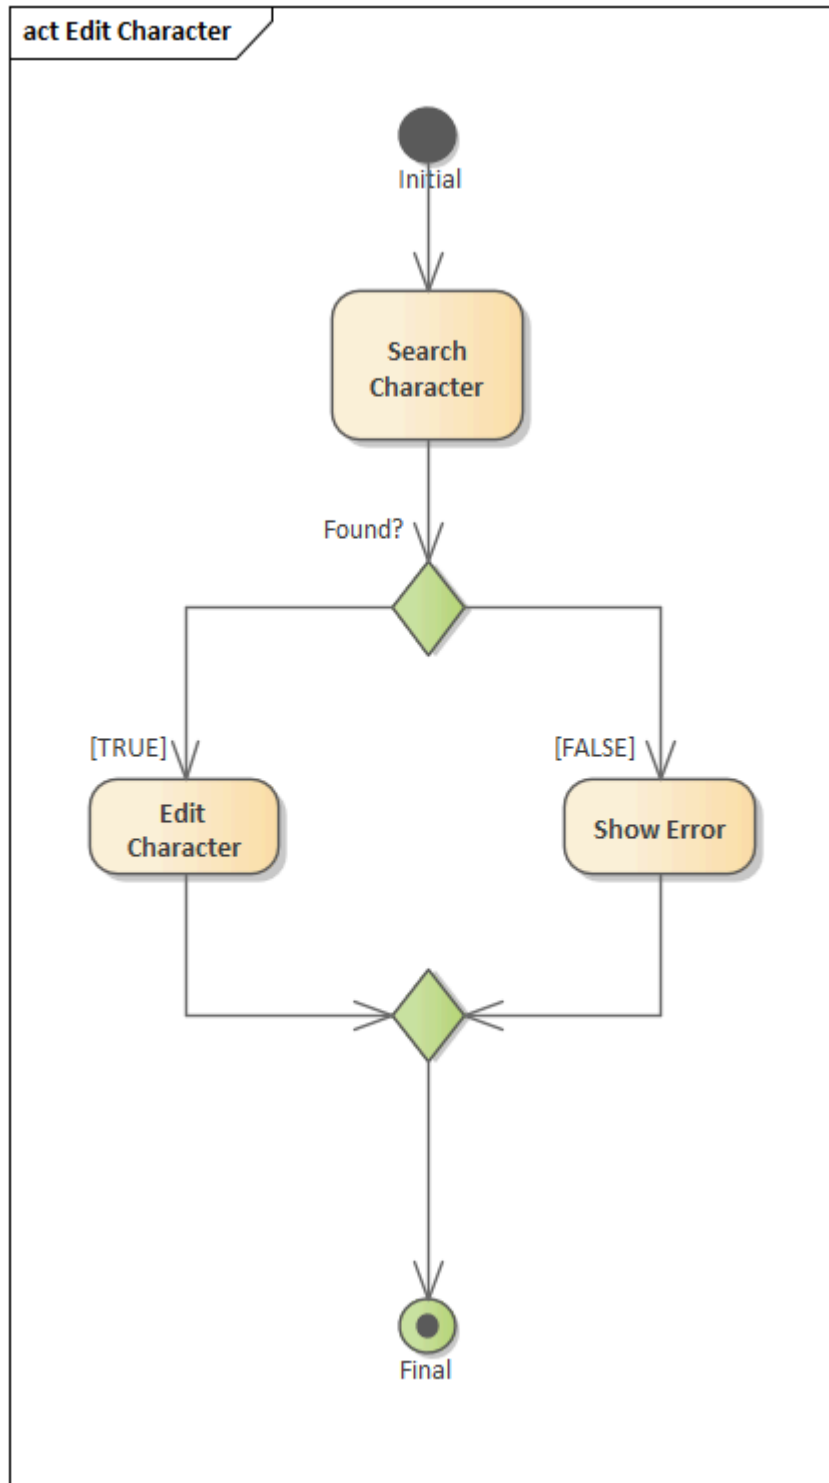 act Edit Character
Initial
Search
Character
Found?
[TRUE]
[FALSE]
Edit
Character
Show Error
Final